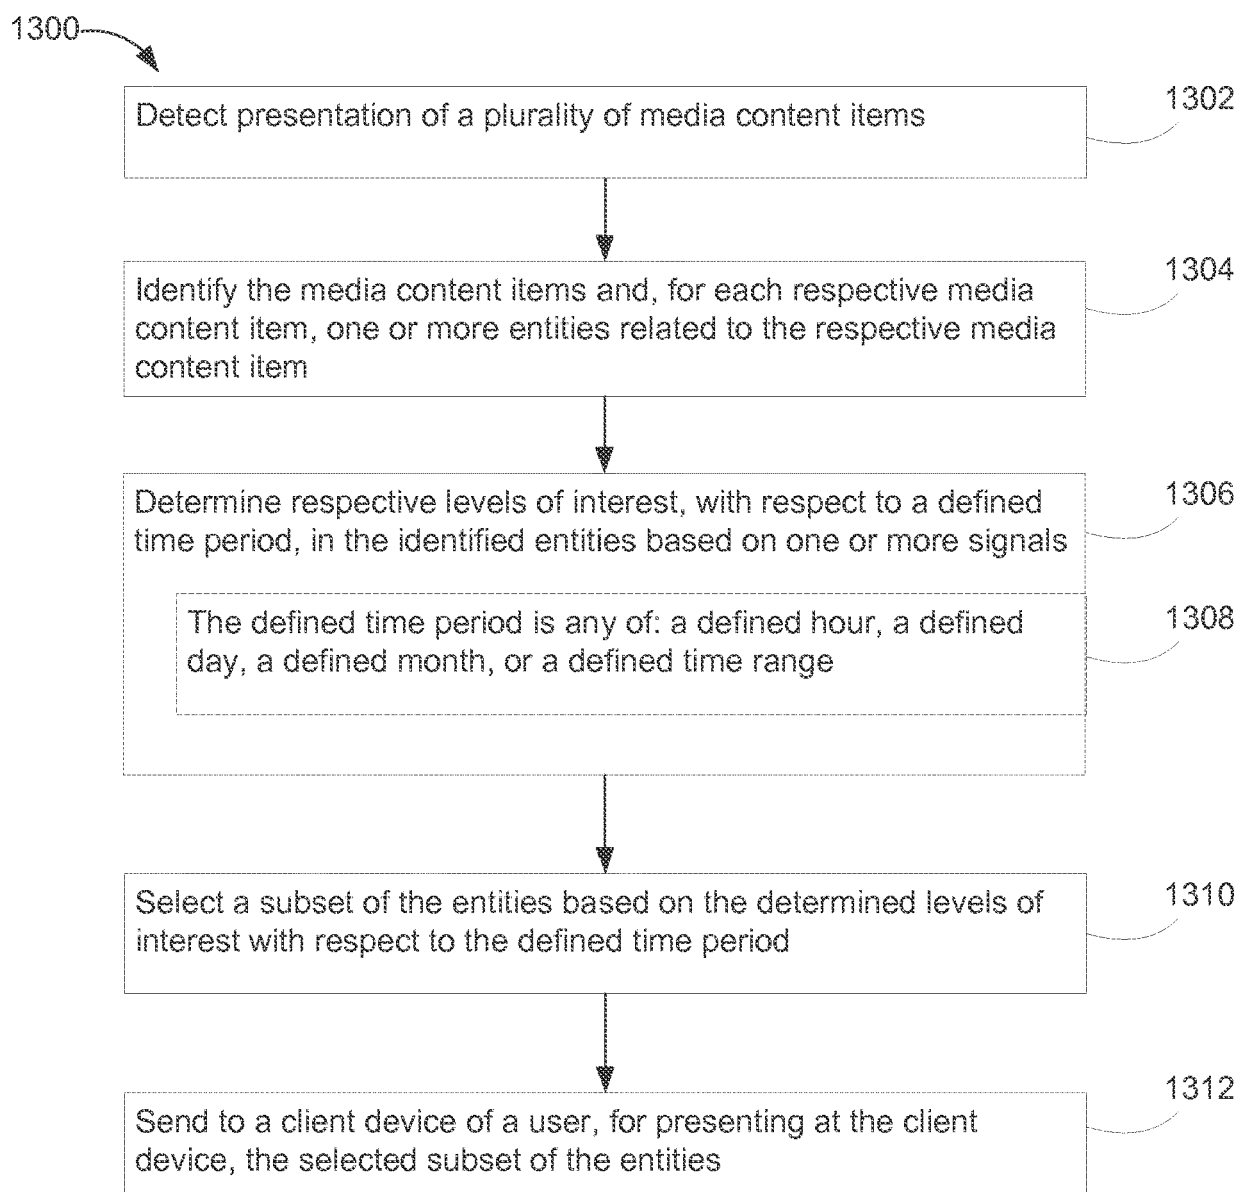 1300
Detect presentation of a plurality of media content items
1302
Identify the media content items and, for each respective media
content item, one or more entities related to the respective media
content item
1304
Determine respective levels of interest, with respect to a defined
time period, in the identified entities based on one or more signals
1306
The defined time period is any of: a defined hour, a defined
day, a defined month, or a defined time range
1308
Select a subset of the entities based on the determined levels of
interest with respect to the defined time period
1310
Send to a client device of a user, for presenting at the client
device, the selected subset of the entities
1312